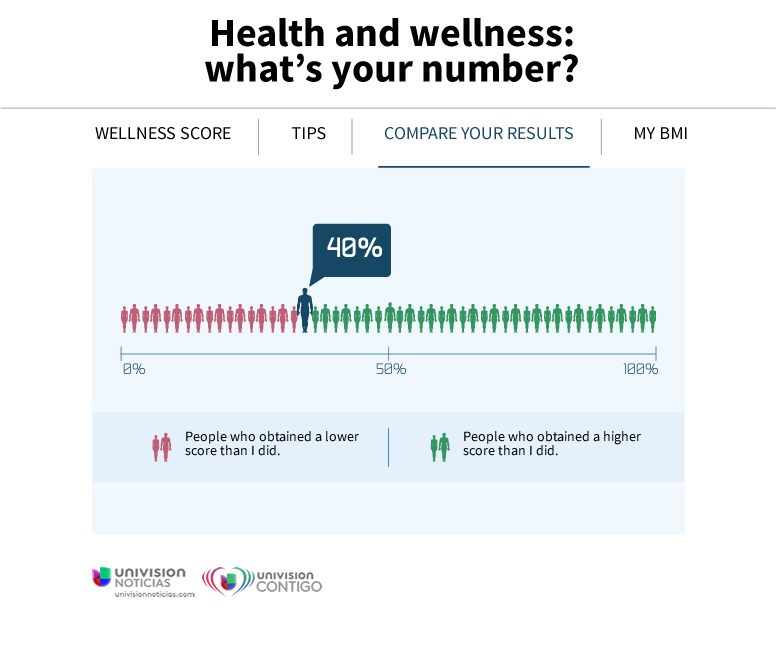 Health and wellness:
what's your number?
WELLNESS SCORE
TIPS
COMPARE YOUR RESULTS
MY BMI
40%
0%
50%
100%
People who obtained a lower
score than I did.
People who obtained a higher
score than I did.
UNIVISION
NOTICIAS
univisionnoticias.com
UNIVISION
CONTIGO